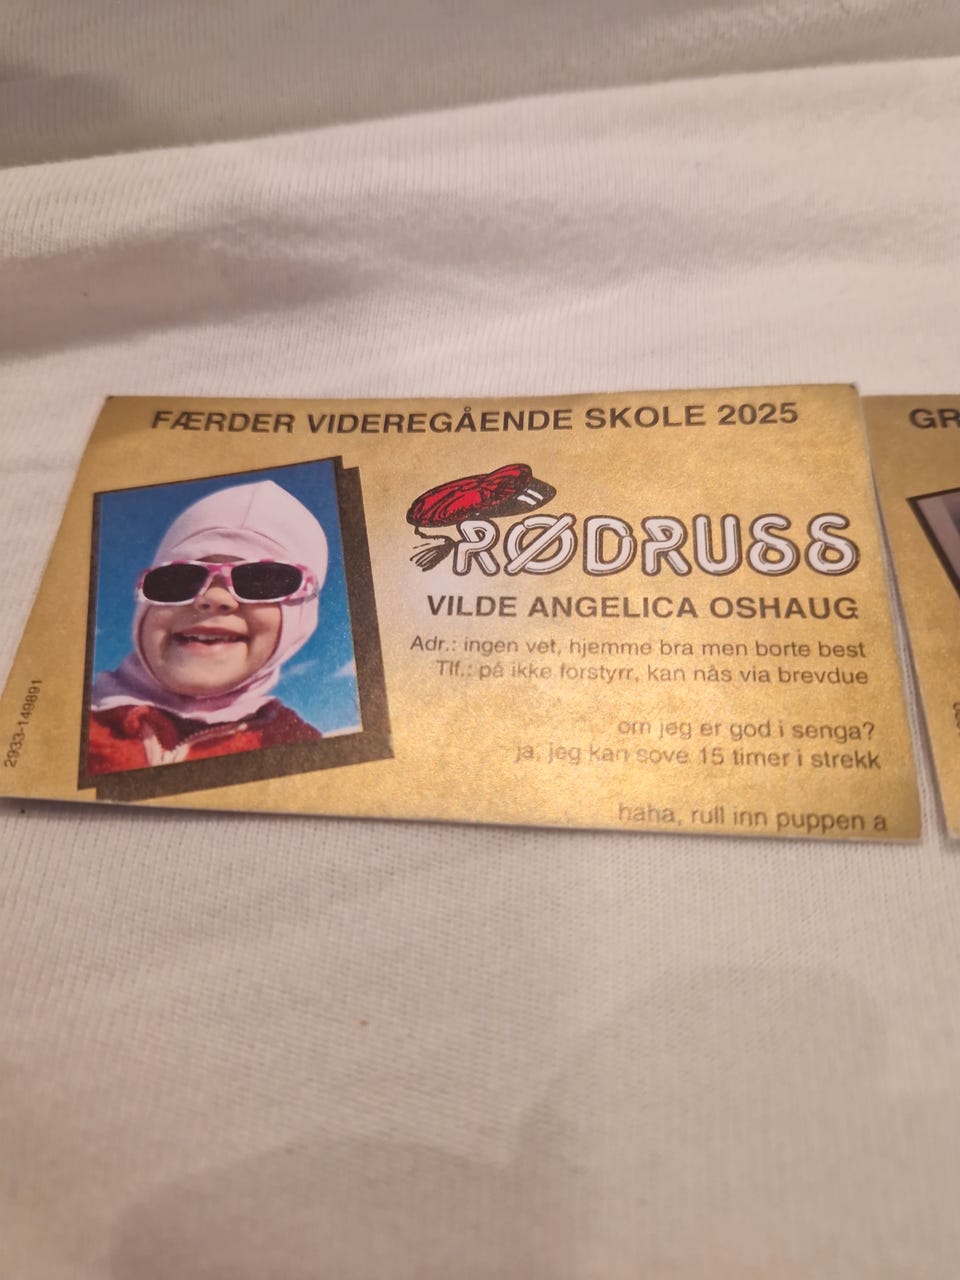 FÆRDER VIDEREGÅENDE SKOLE 2025
RØDRUSS
VILDE ANGELICA OSHAUG
Adr.: ingen vet, hjemme bra men borte best
Tlf.: på ikke forstyrr, kan nås via brevdue
om jeg er god i senga?
ja, jeg kan sove 15 timer i strekk
haha, rull inn puppen a
2933-149891
GR